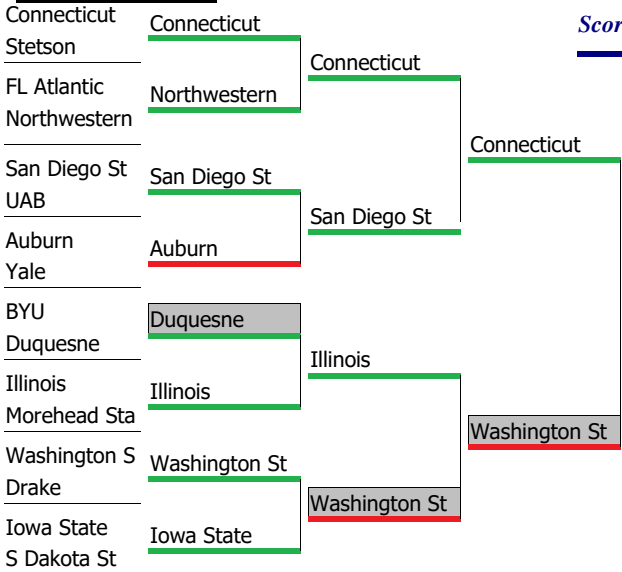 Connecticut
Stetson
FL Atlantic
Northwestern
San Diego St
UAB
Auburn
Yale
BYU
Duquesne
Illinois
Morehead Sta
Washington S
Drake
Iowa State
S Dakota St
Connecticut
Northwestern
San Diego St
Auburn
Duquesne
Illinois
Washington St
Iowa State
Connecticut
San Diego St
Illinois
Washington St
Connecticut
Washington St
Scor